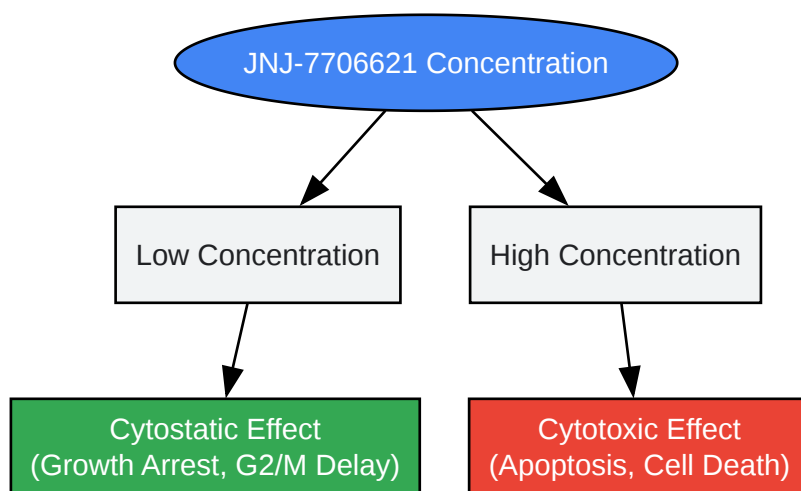 JNJ-7706621 Concentration
Low Concentration
High Concentration
Cytostatic Effect
(Growth Arrest, G2/M Delay)
Cytotoxic Effect
(Apoptosis, Cell Death)